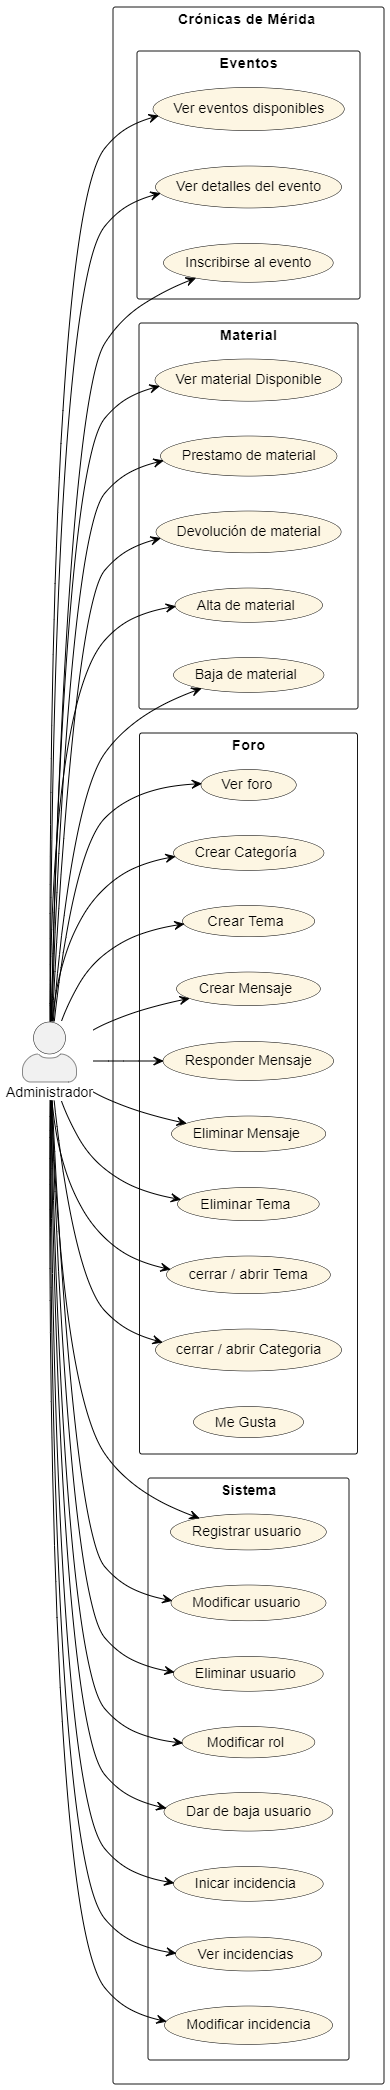 Crónicas de Mérida
Eventos
Ver eventos disponibles
Ver detalles del evento
Inscribirse al evento
Material
Ver material Disponible
Prestamo de material
Devolución de material
Alta de material
Baja de material
Foro
Ver foro
Crear Categoría
Crear Tema
Crear Mensaje
Responder Mensaje
Administrador
Eliminar Mensaje
Eliminar Tema
cerrar / abrir Tema
cerrar / abrir Categoria
Me Gusta
Sistema
Registrar usuario
Modificar usuario
Eliminar usuario
Modificar rol
Dar de baja usuario
Inicar incidencia
Ver incidencias
Modificar incidencia